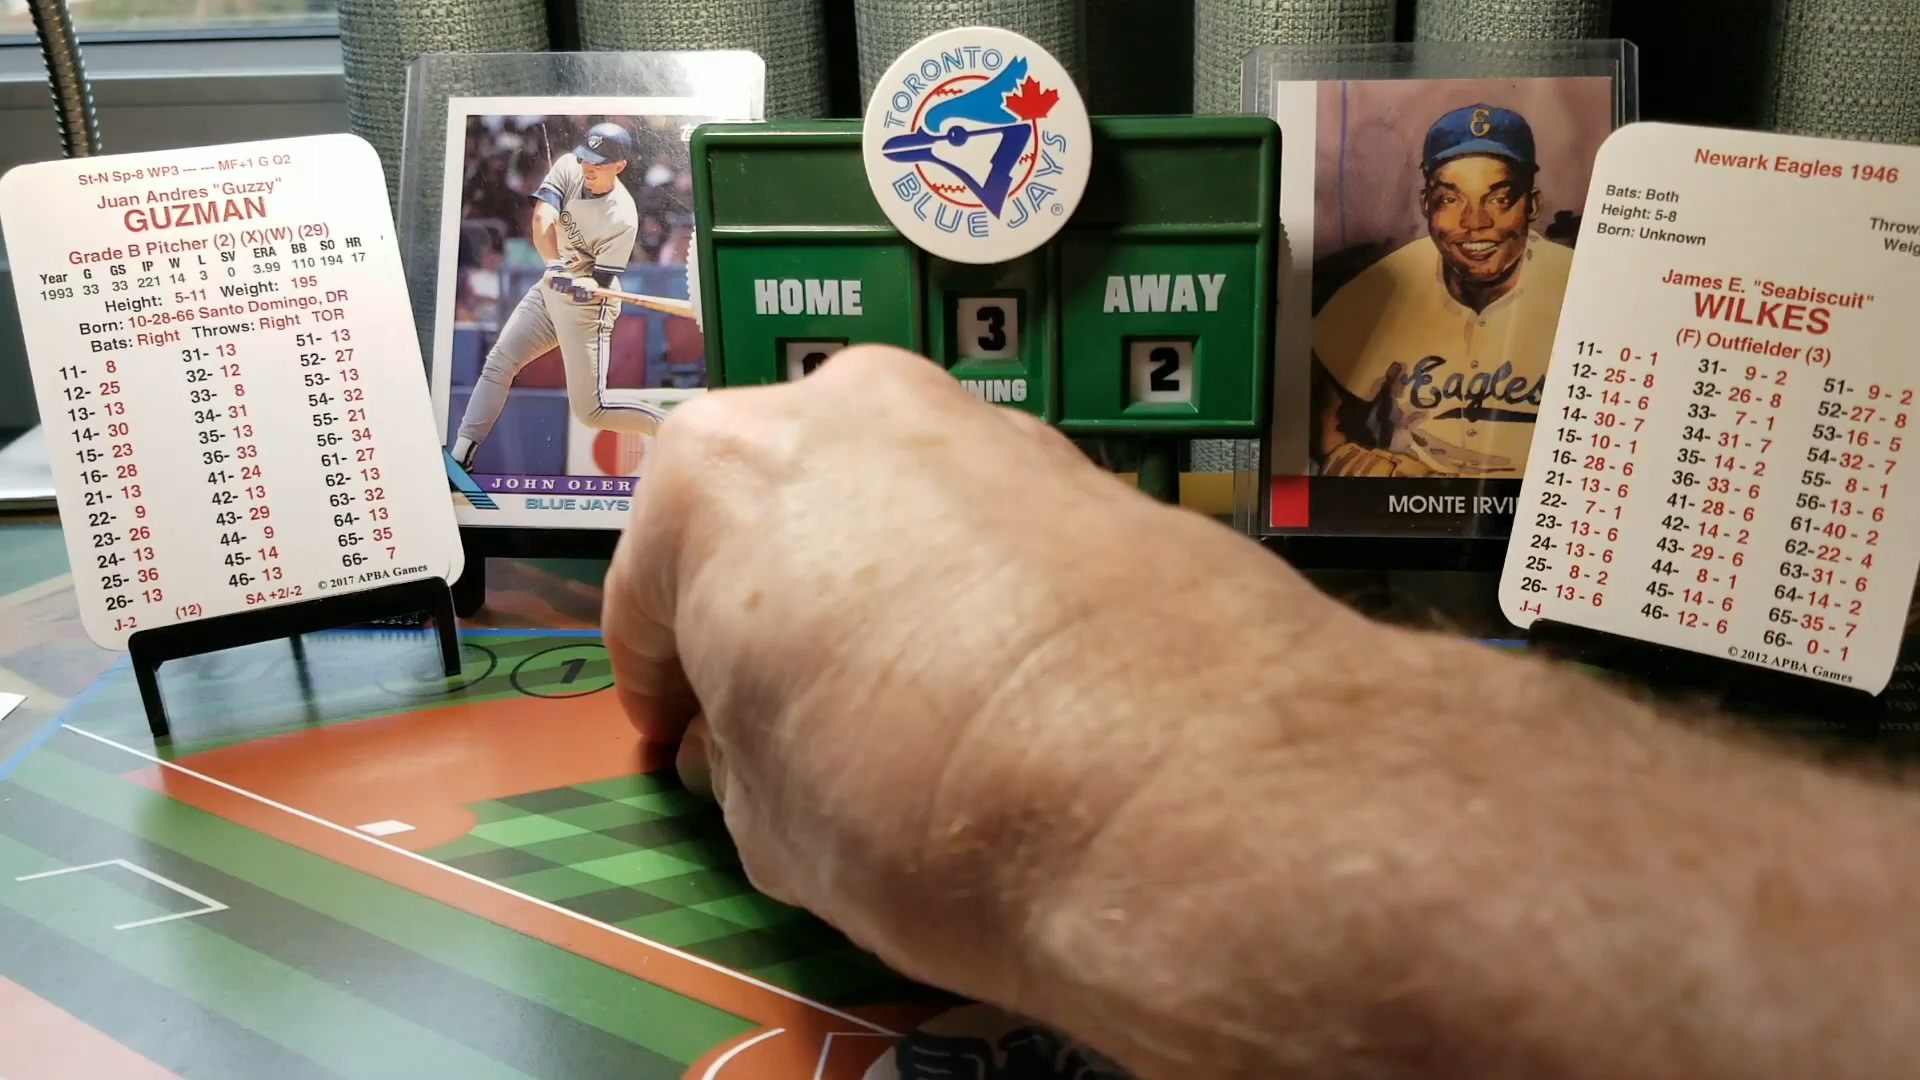 St-N Sp-8 WP3 --- --- MF+1 G Q2
Juan Andres "Guzzy"
GUZMAN
Grade B Pitcher (2) (X)(W) (29)
Year G GS IP W L SV ERA BB SO HR
1993 33 33 221 14 3 0 3.99 110 194 17
Height: 5-11 Weight: 195
Born: 10-28-66 Santo Domingo, DR
Bats: Right Throws: Right TOR
11- 8 31- 13 51- 13
12- 25 32- 12 52- 27
13- 13 33- 8 53- 13
14- 30 34- 31 54- 32
15- 23 35- 13 55- 21
16- 28 36- 33 56- 34
21- 13 41- 24 61- 27
22- 9 42- 13 62- 13
23- 26 43- 29 63- 32
24- 13 44- 9 64- 13
25- 36 45- 14 65- 35
26- 13 46- 13 66- 7
J-2 (12) SA +2/-2 © 2017 APBA Games
JOHN OLER
BLUE JAYS
TORONTO
BLUE JAYS ®
HOME
3
INING
AWAY
2
Eagles
MONTE IRVI
Newark Eagles 1946
Bats: Both
Height: 5-8 Throw
Born: Unknown Weig
James E. "Seabiscuit"
WILKES
(F) Outfielder (3)
11- 0 - 1 31- 9 - 2 51- 9 - 2
12- 25 - 8 32- 26 - 8 52- 27 - 8
13- 14 - 6 33- 7 - 1 53- 16 - 5
14- 30 - 7 34- 31 - 7 54- 32 - 7
15- 10 - 1 35- 14 - 2 55- 8 - 1
16- 28 - 6 36- 33 - 6 56- 13 - 6
21- 13 - 6 41- 28 - 6 61- 40 - 2
22- 7 - 1 42- 14 - 2 62- 22 - 4
23- 13 - 6 43- 29 - 6 63- 31 - 6
24- 13 - 6 44- 8 - 1 64- 14 - 2
25- 8 - 2 45- 14 - 6 65- 35 - 7
26- 13 - 6 46- 12 - 6 66- 0 - 1
J-4 © 2012 APBA Games
1